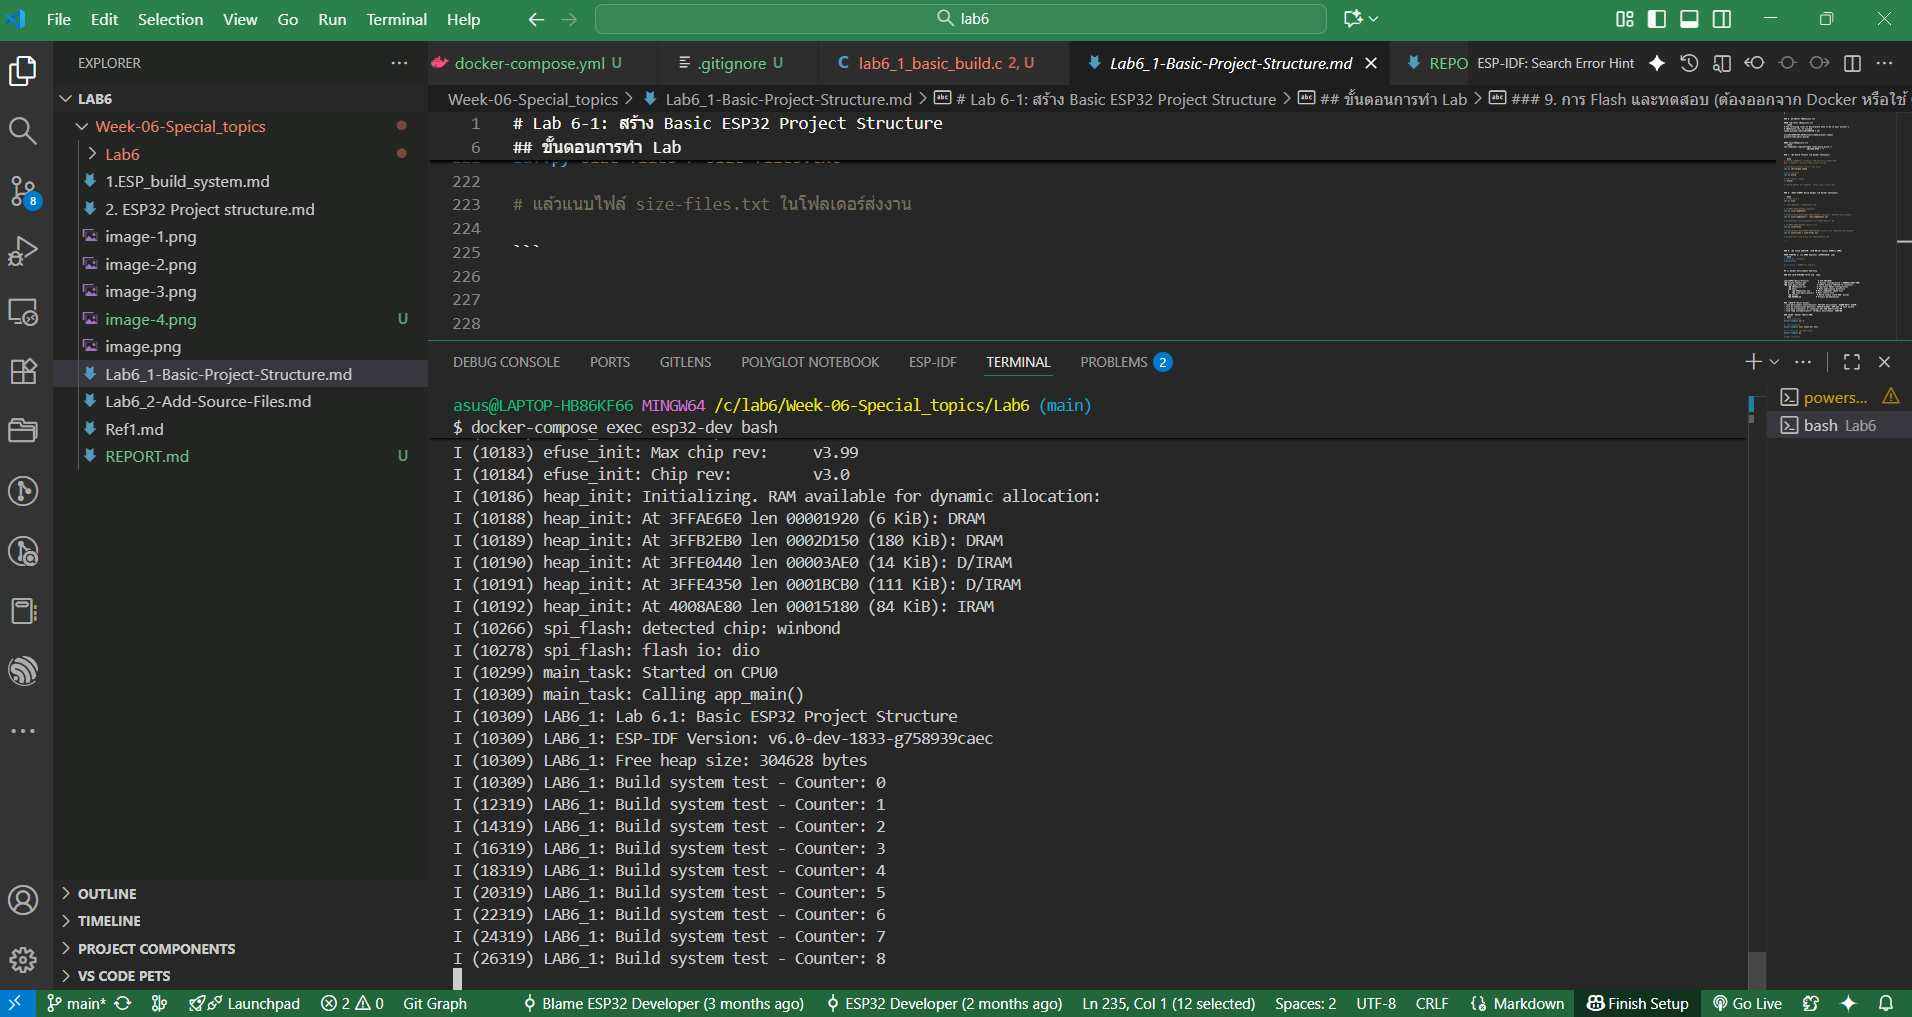 File Edit Selection View Go Run Terminal Help
lab6
EXPLORER
LAB6
Week-06-Special_topics
Lab6
1.ESP_build_system.md
2. ESP32 Project structure.md
image-1.png
image-2.png
image-3.png
image-4.png U
image.png
Lab6_1-Basic-Project-Structure.md
Lab6_2-Add-Source-Files.md
Ref1.md
REPORT.md U
OUTLINE
TIMELINE
PROJECT COMPONENTS
VS CODE PETS
8
docker-compose.yml U
.gitignore U
C lab6_1_basic_build.c 2, U
Lab6_1-Basic-Project-Structure.md
REPO
ESP-IDF: Search Error Hint
Week-06-Special_topics > Lab6_1-Basic-Project-Structure.md > # Lab 6-1: สร้าง Basic ESP32 Project Structure > ## ขั้นตอนการทำ Lab > ### 9. การ Flash และทดสอบ (ต้องออกจาก Docker หรือใช้
1 # Lab 6-1: สร้าง Basic ESP32 Project Structure
6 ## ขั้นตอนการทำ Lab
222
223 # แล้วแนบไฟล์ size-files.txt ในโฟลเดอร์ส่งงาน
224
225 ```
226
227
228
DEBUG CONSOLE PORTS GITLENS POLYGLOT NOTEBOOK ESP-IDF TERMINAL PROBLEMS 2
powers...
bash Lab6
asus@LAPTOP-HB86KF66 MINGW64 /c/lab6/Week-06-Special_topics/Lab6 (main)
$ docker-compose exec esp32-dev bash
I (10183) efuse_init: Max chip rev: v3.99
I (10184) efuse_init: Chip rev: v3.0
I (10186) heap_init: Initializing. RAM available for dynamic allocation:
I (10188) heap_init: At 3FFAE6E0 len 00001920 (6 KiB): DRAM
I (10189) heap_init: At 3FFB2EB0 len 0002D150 (180 KiB): DRAM
I (10190) heap_init: At 3FFE0440 len 00003AE0 (14 KiB): D/IRAM
I (10191) heap_init: At 3FFE4350 len 0001BCB0 (111 KiB): D/IRAM
I (10192) heap_init: At 4008AE80 len 00015180 (84 KiB): IRAM
I (10266) spi_flash: detected chip: winbond
I (10278) spi_flash: flash io: dio
I (10299) main_task: Started on CPU0
I (10309) main_task: Calling app_main()
I (10309) LAB6_1: Lab 6.1: Basic ESP32 Project Structure
I (10309) LAB6_1: ESP-IDF Version: v6.0-dev-1833-g758939caec
I (10309) LAB6_1: Free heap size: 304628 bytes
I (10309) LAB6_1: Build system test - Counter: 0
I (12319) LAB6_1: Build system test - Counter: 1
I (14319) LAB6_1: Build system test - Counter: 2
I (16319) LAB6_1: Build system test - Counter: 3
I (18319) LAB6_1: Build system test - Counter: 4
I (20319) LAB6_1: Build system test - Counter: 5
I (22319) LAB6_1: Build system test - Counter: 6
I (24319) LAB6_1: Build system test - Counter: 7
I (26319) LAB6_1: Build system test - Counter: 8
main* Launchpad 2 0 Git Graph Blame ESP32 Developer (3 months ago) ESP32 Developer (2 months ago) Ln 235, Col 1 (12 selected) Spaces: 2 UTF-8 CRLF Markdown Finish Setup Go Live